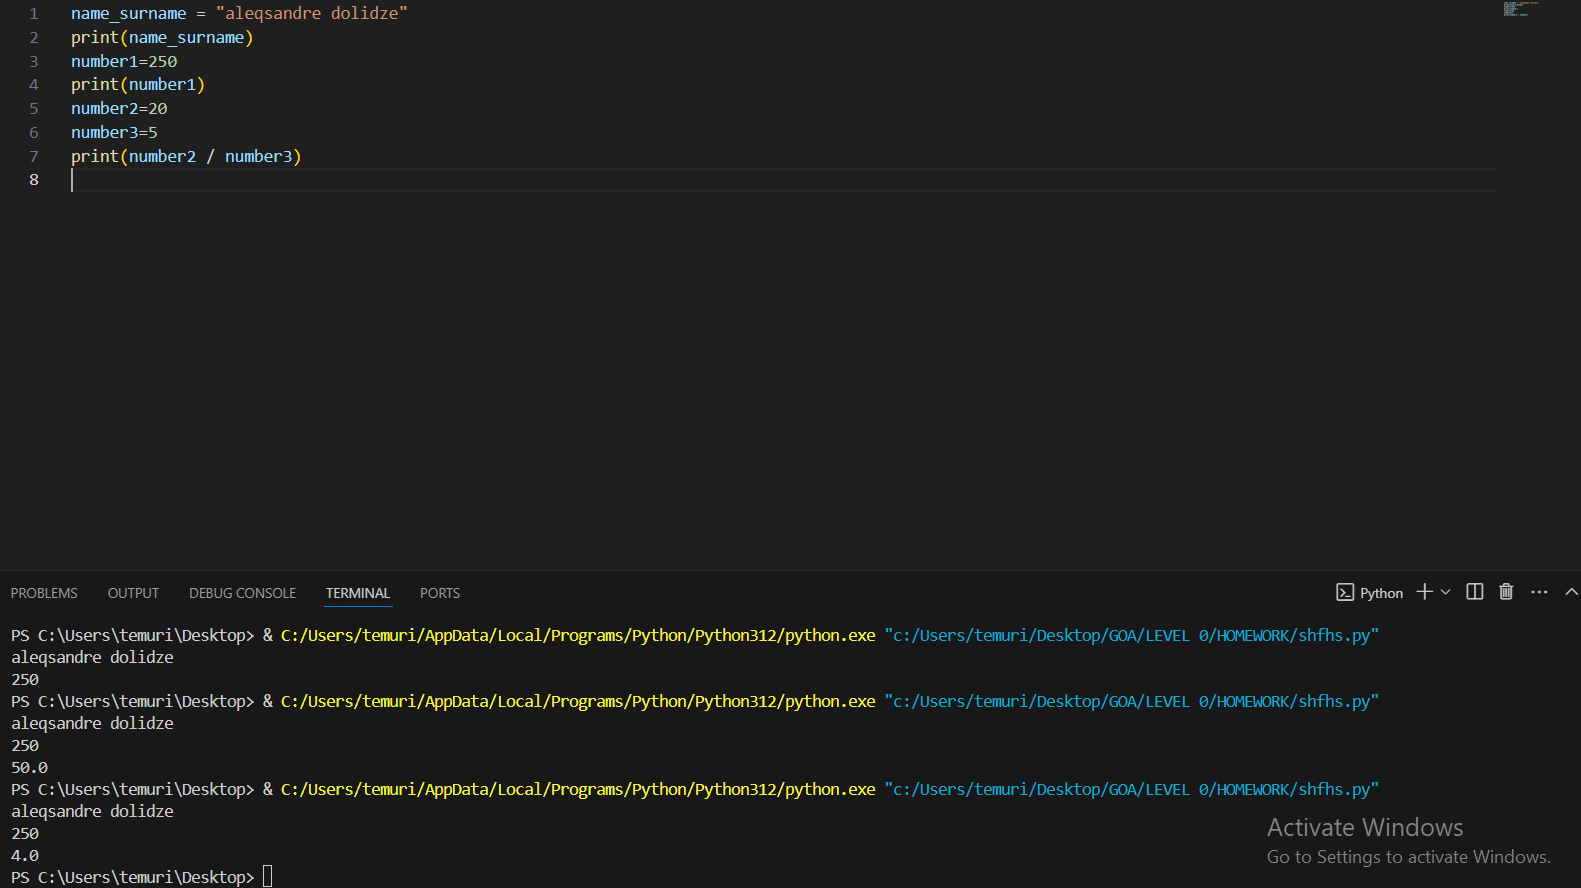 1 name_surname = "aleqsandre dolidze"
2 print(name_surname)
3 number1=250
4 print(number1)
5 number2=20
6 number3=5
7 print(number2 / number3)
8
PROBLEMS OUTPUT DEBUG CONSOLE TERMINAL PORTS Python
PS C:\Users\temuri\Desktop> & C:/Users/temuri/AppData/Local/Programs/Python/Python312/python.exe "c:/Users/temuri/Desktop/GOA/LEVEL 0/HOMEWORK/shfhs.py"
aleqsandre dolidze
250
PS C:\Users\temuri\Desktop> & C:/Users/temuri/AppData/Local/Programs/Python/Python312/python.exe "c:/Users/temuri/Desktop/GOA/LEVEL 0/HOMEWORK/shfhs.py"
aleqsandre dolidze
250
50.0
PS C:\Users\temuri\Desktop> & C:/Users/temuri/AppData/Local/Programs/Python/Python312/python.exe "c:/Users/temuri/Desktop/GOA/LEVEL 0/HOMEWORK/shfhs.py"
aleqsandre dolidze
250
4.0
PS C:\Users\temuri\Desktop>
Activate Windows
Go to Settings to activate Windows.